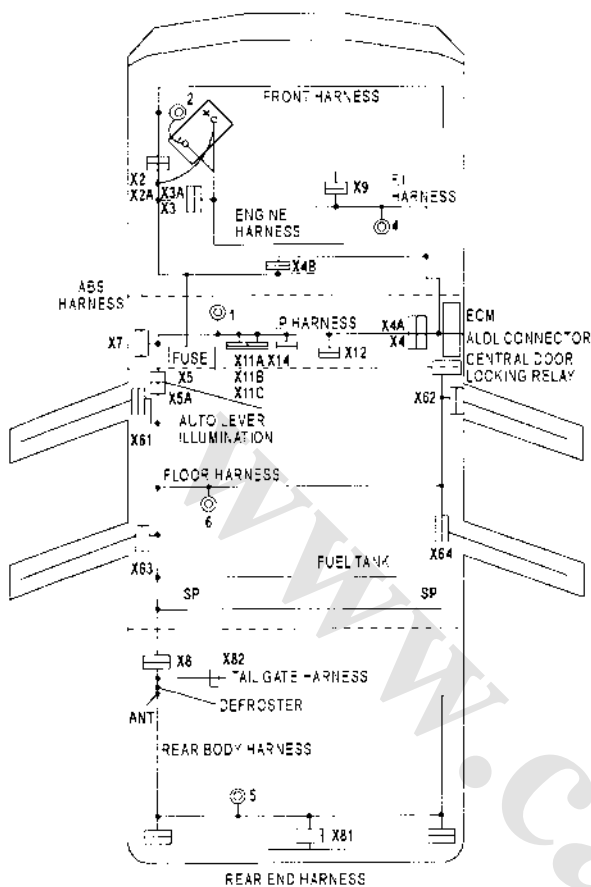 FRONT HARNESS
2
X2
X2A
X3A
X3
X9
HARNESS
4
ENGINE
HARNESS
X4B
ABS
HARNESS
1
X7
FUSE
HARNESS
X4A
X4
ECM
ALDL CONNECTOR
CENTRAL DOOR
LOCKING RELAY
X11A
X14
X12
X11B
X11C
X5
X5A
X62
X61
AUTO LEVER
ILLUMINATION
FLOOR HARNESS
6
X63
FUEL TANK
X64
SP
SP
X8
X82
TAIL GATE HARNESS
DEFROSTER
ANT
REAR BODY HARNESS
5
X81
REAR END HARNESS
www.ca